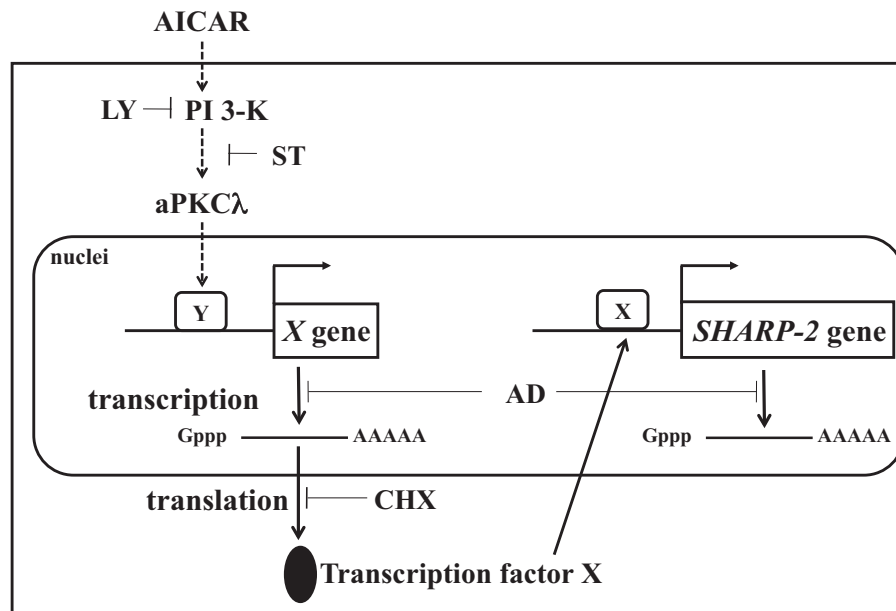 AICAR
LY PI 3-K
ST
aPKCλ
nuclei
Y X
X gene SHARP-2 gene
transcription AD
Gppp AAAAA Gppp AAAAA
translation CHX
Transcription factor X